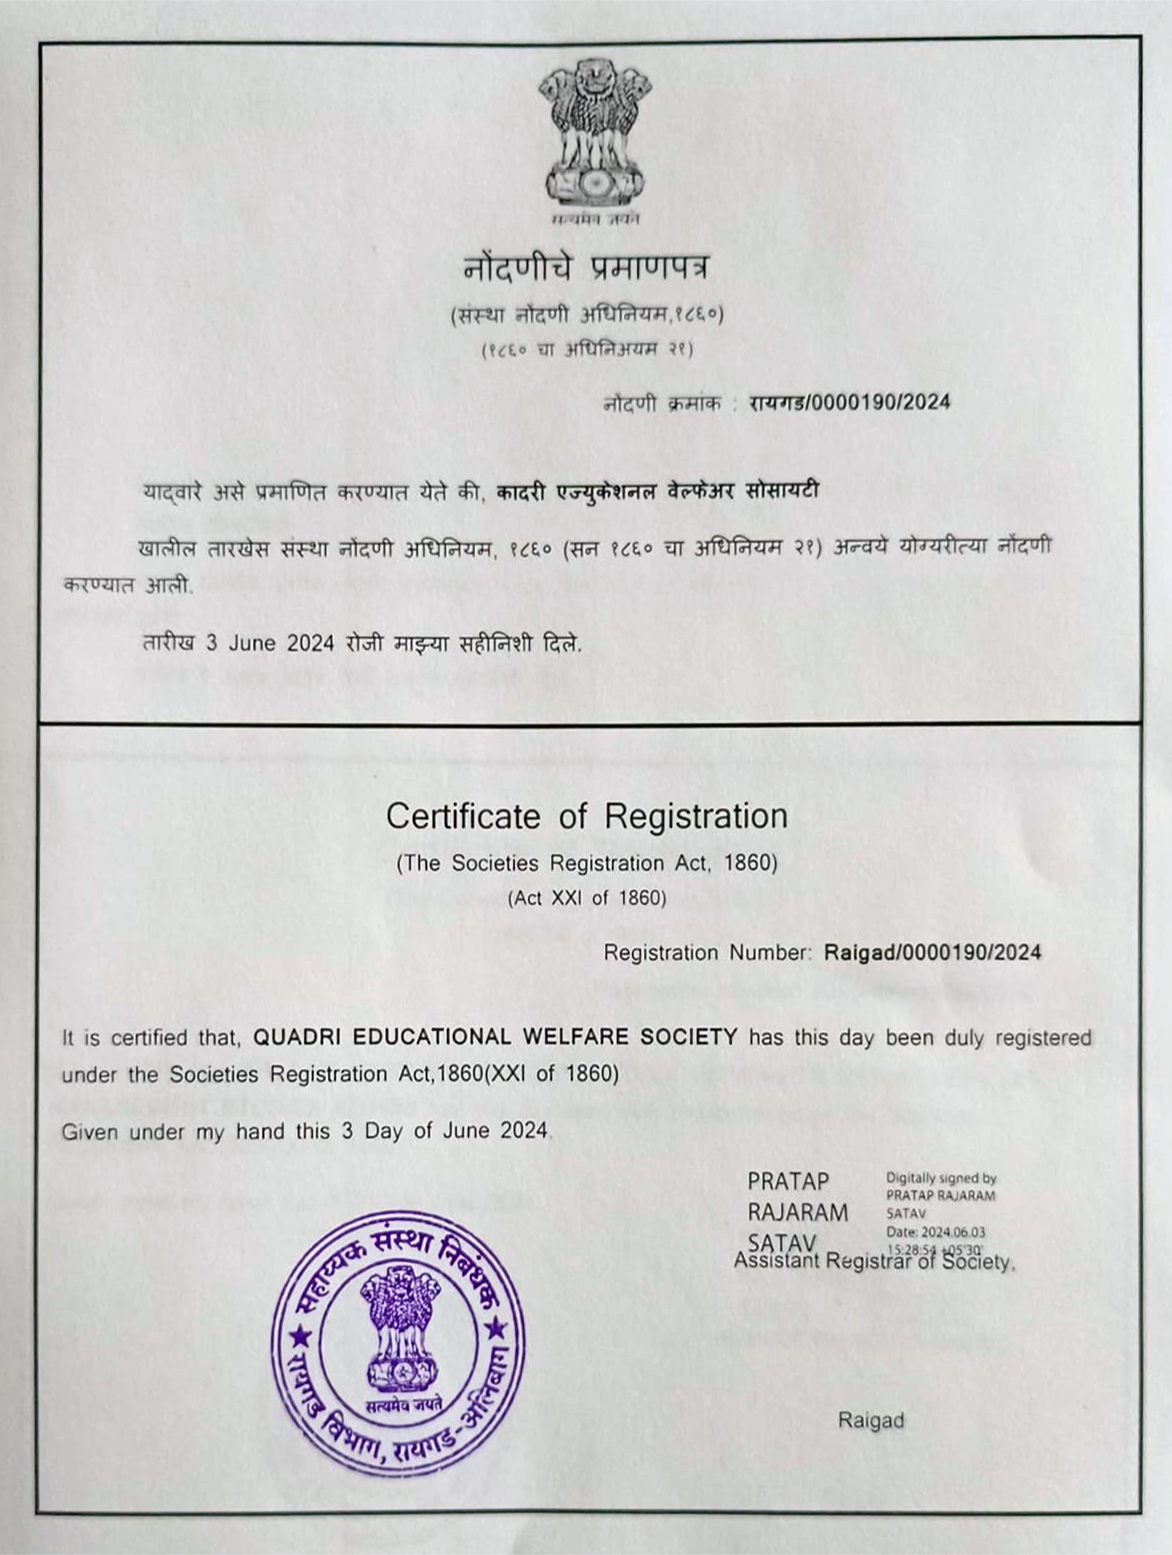 सत्यमेव जयते
नोंदणीचे प्रमाणपत्र
(संस्था नोंदणी अधिनियम,१८६०)
(१८६० चा अधिनिअयम २१)
नोंदणी क्रमांक : रायगड/0000190/2024
याद्वारे असे प्रमाणित करण्यात येते की, कादरी एज्युकेशनल वेल्फेअर सोसायटी
खालील तारखेस संस्था नोंदणी अधिनियम, १८६० (सन १८६० चा अधिनियम २१) अन्वये योग्यरीत्या नोंदणी
करण्यात आली.
तारीख 3 June 2024 रोजी माझ्या सहीनिशी दिले.
Certificate of Registration
(The Societies Registration Act, 1860)
(Act XXI of 1860)
Registration Number: Raigad/0000190/2024
It is certified that, QUADRI EDUCATIONAL WELFARE SOCIETY has this day been duly registered
under the Societies Registration Act,1860(XXI of 1860)
Given under my hand this 3 Day of June 2024.
PRATAP
RAJARAM
SATAV
Digitally signed by
PRATAP RAJARAM
SATAV
Date: 2024.06.03
15:28:54 +05'30'
Assistant Registrar of Society,
सहाय्यक संस्था निबंधक
रायगड विभाग, रायगड-अलिबाग
सत्यमेव जयते
Raigad